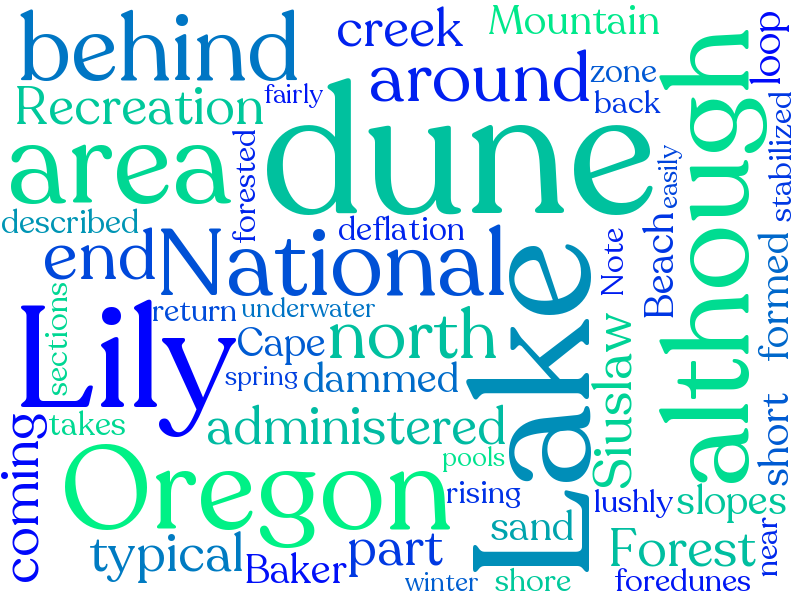 behind
creek
Mountain
loop
Recreation
fairly
around
zone
back
although
area
forested
dune
easily
stabilized
described
deflation
end
National
Lake
Note
Beach
formed
sections
return
underwater
Lily
Cape
north
spring
dammed
Siuslaw
short
coming
takes
administered
Oregon
pools
rising
lushly
slopes
typical
Baker
part
sand
Forest
near
winter
shore
foredunes